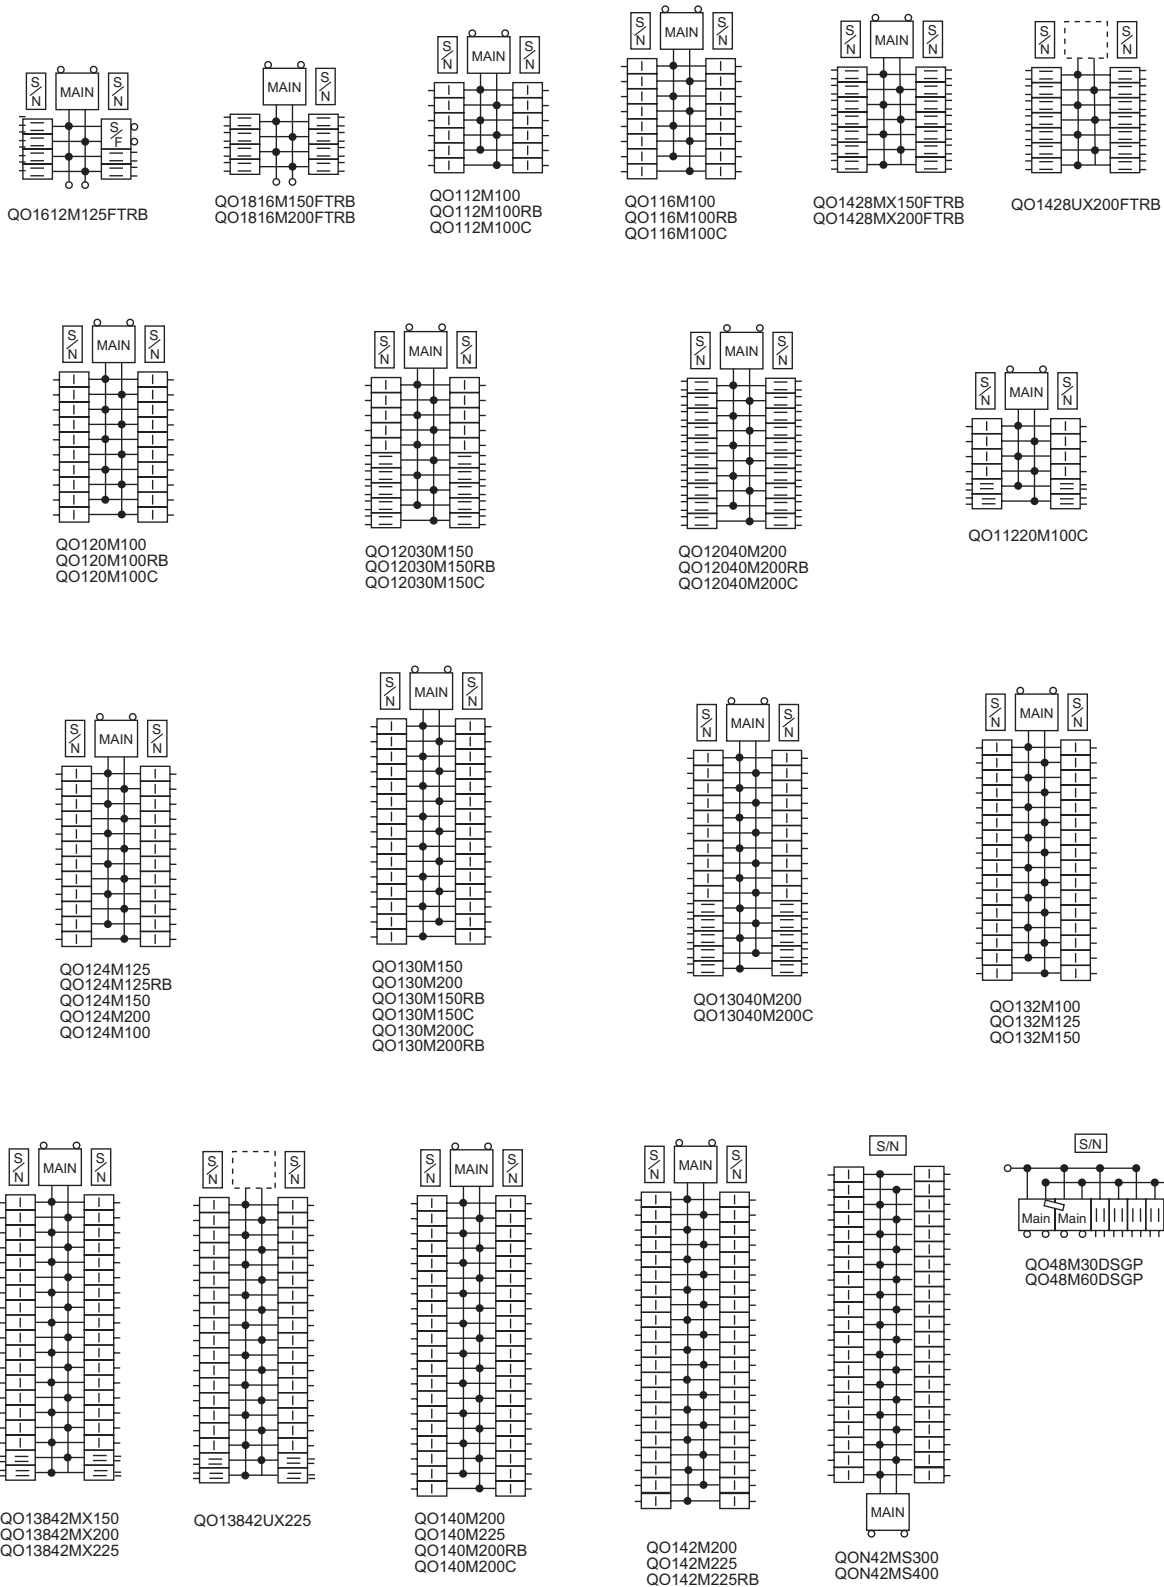 S/N MAIN S/N
S/F
QO1612M125FTRB
MAIN S/N
QO1816M150FTRB
QO1816M200FTRB
S/N MAIN S/N
QO112M100
QO112M100RB
QO112M100C
S/N MAIN S/N
QO116M100
QO116M100RB
QO116M100C
S/N MAIN S/N
QO1428MX150FTRB
QO1428MX200FTRB
S/N S/N
QO1428UX200FTRB
S/N MAIN S/N
QO120M100
QO120M100RB
QO120M100C
S/N MAIN S/N
QO12030M150
QO12030M150RB
QO12030M150C
S/N MAIN S/N
QO12040M200
QO12040M200RB
QO12040M200C
S/N MAIN S/N
QO11220M100C
S/N MAIN S/N
QO124M125
QO124M125RB
QO124M150
QO124M200
QO124M100
S/N MAIN S/N
QO130M150
QO130M200
QO130M150RB
QO130M150C
QO130M200C
QO130M200RB
S/N MAIN S/N
QO13040M200
QO13040M200C
S/N MAIN S/N
QO132M100
QO132M125
QO132M150
S/N MAIN S/N
QO13842MX150
QO13842MX200
QO13842MX225
S/N S/N
QO13842UX225
S/N MAIN S/N
QO140M200
QO140M225
QO140M200RB
QO140M200C
S/N MAIN S/N
QO142M200
QO142M225
QO142M225RB
S/N
MAIN
QON42MS300
QON42MS400
S/N
Main Main
QO48M30DSGP
QO48M60DSGP